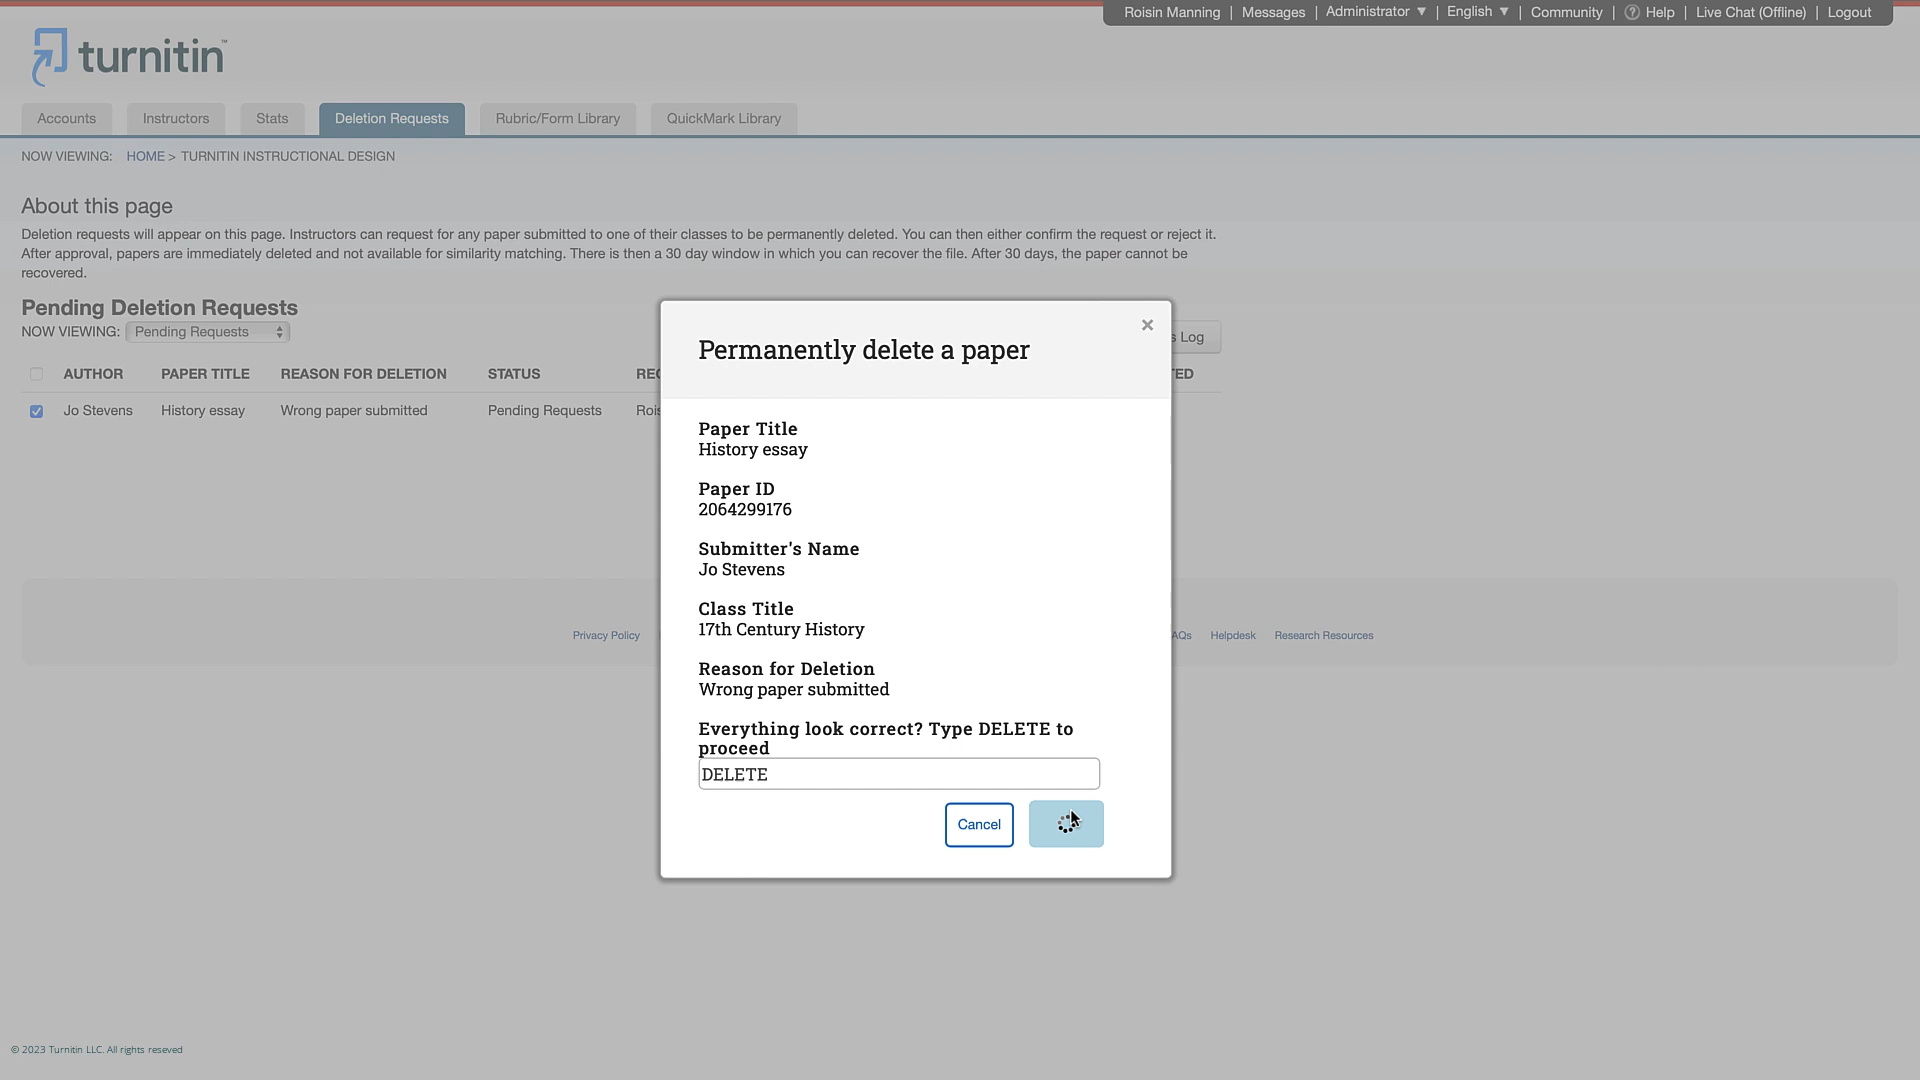 Roisin Manning | Messages | Administrator ▼ | English ▼ | Community | ? Help | Live Chat (Offline) | Logout
turnitin™
Accounts Instructors Stats Deletion Requests Rubric/Form Library QuickMark Library
NOW VIEWING: HOME > TURNITIN INSTRUCTIONAL DESIGN
About this page
Deletion requests will appear on this page. Instructors can request for any paper submitted to one of their classes to be permanently deleted. You can then either confirm the request or reject it.
After approval, papers are immediately deleted and not available for similarity matching. There is then a 30 day window in which you can recover the file. After 30 days, the paper cannot be
recovered.
Pending Deletion Requests
NOW VIEWING: Pending Requests
Log
AUTHOR PAPER TITLE REASON FOR DELETION STATUS
Jo Stevens History essay Wrong paper submitted Pending Requests
×
Permanently delete a paper
Paper Title
History essay
Paper ID
2064299176
Submitter's Name
Jo Stevens
Class Title
17th Century History
Reason for Deletion
Wrong paper submitted
Everything look correct? Type DELETE to
proceed
DELETE
Cancel
Privacy Policy Helpdesk Research Resources
© 2023 Turnitin LLC. All rights reseved